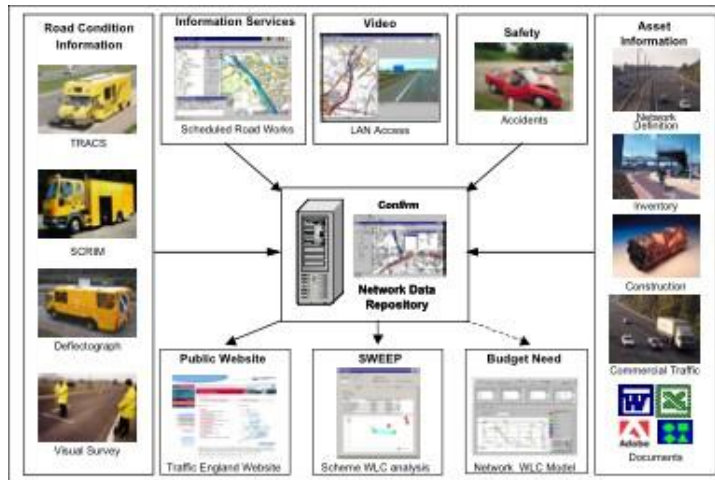 Road Condition
Information
TRACS
SCRIM
Deflectograph
Visual Survey
Information Services
Scheduled Road Works
Video
LAN Access
Safety
Accidents
Asset
Information
Network
Definition
Inventory
Construction
Commercial Traffic
W
X
Adobe
Documents
Confirm
Network Data
Repository
Public Website
Traffic England Website
SWEEP
Scheme WLC analysis
Budget Need
Network WLC Model